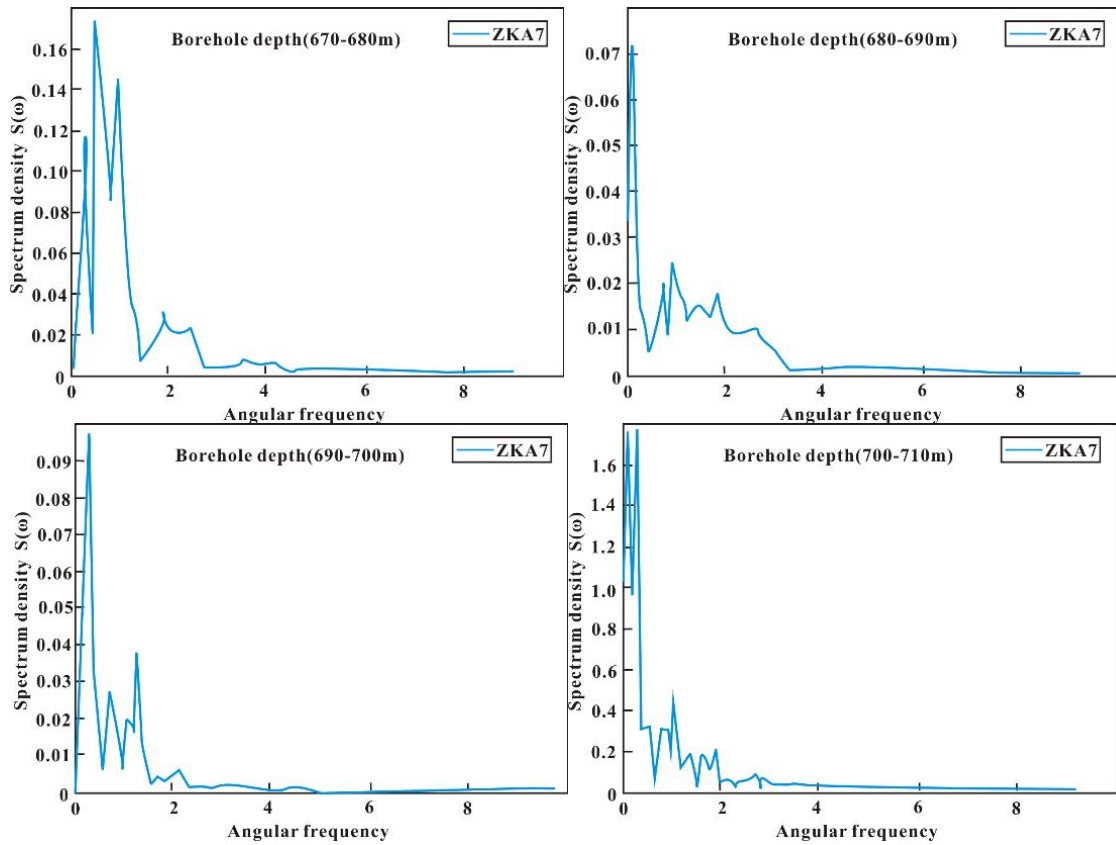 Borehole depth(670-680m)
ZKA7
Spectrum density S(ω)
0.16
0.14
0.12
0.10
0.08
0.06
0.04
0.02
0
0 2 4 6 8
Angular frequency
Borehole depth(680-690m)
ZKA7
Spectrum density S(ω)
0.07
0.06
0.05
0.04
0.03
0.02
0.01
0
0 2 4 6 8
Angular frequency
Borehole depth(690-700m)
ZKA7
Spectrum density S(ω)
0.09
0.08
0.07
0.06
0.05
0.04
0.03
0.02
0.01
0
0 2 4 6 8
Angular frequency
Borehole depth(700-710m)
ZKA7
Spectrum density S(ω)
1.6
1.4
1.2
1.0
0.8
0.6
0.4
0.2
0
0 2 4 6 8
Angular frequency